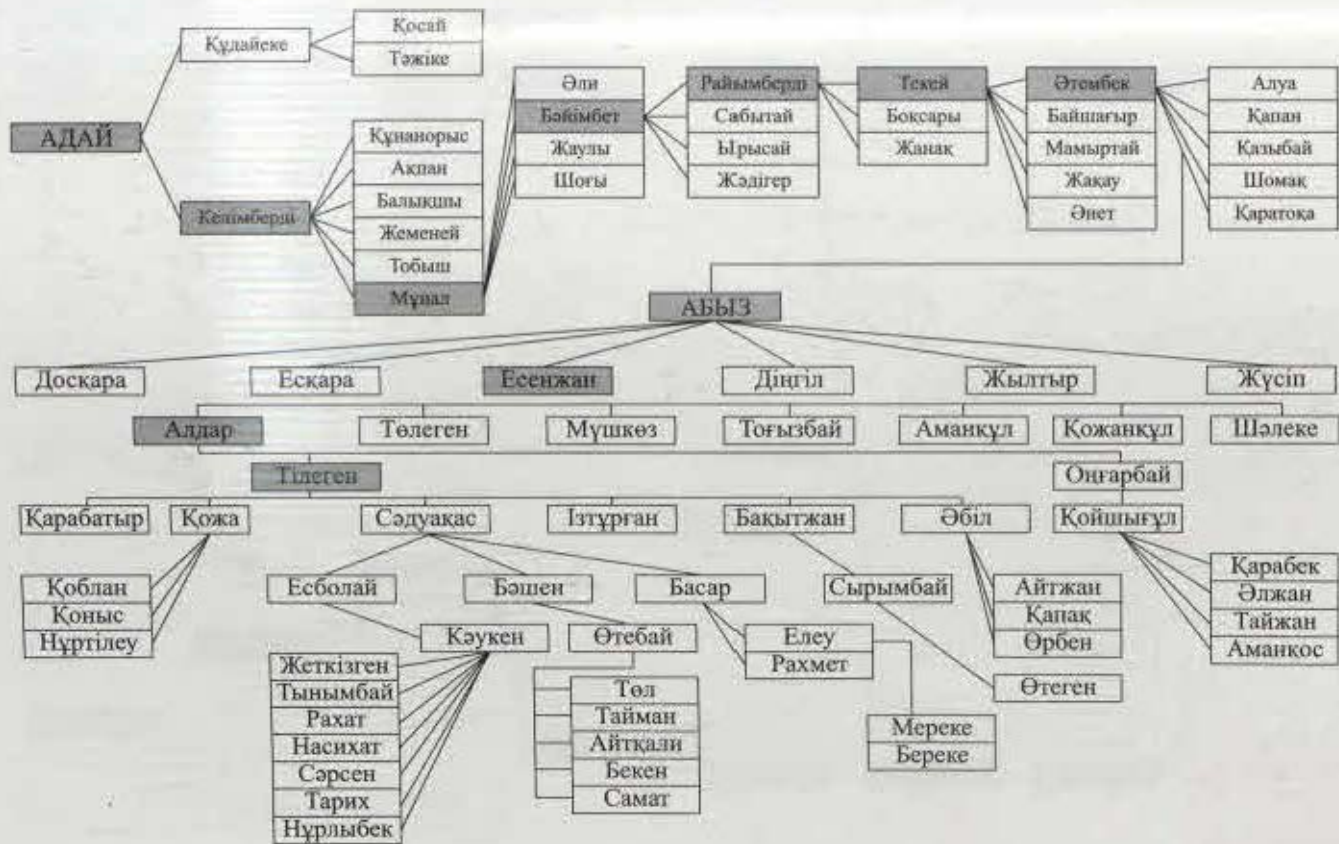 АДАЙ
Құдайеке
Келімберді
Қосай
Тәжіке
Құнанорыс
Ақпан
Балықшы
Жеменей
Тобыш
Мұңал
Әли
Бәйімбет
Жаулы
Шоғы
Райымберді
Сабытай
Ырысай
Жәдігер
Текей
Боқсары
Жанақ
Өтембек
Байшағыр
Мамыртай
Жақау
Әнет
Алуа
Қапан
Қазыбай
Шомақ
Қаратоқа
АБЫЗ
Досқара
Есқара
Есенжан
Діңгіл
Жылтыр
Жүсіп
Алдар
Төлеген
Мүшкөз
Тоғызбай
Аманқұл
Қожанқұл
Шәлеке
Тілеген
Оңғарбай
Қарабатыр
Қожа
Сәдуақас
Ізтұрған
Бақытжан
Әбіл
Қойшығұл
Қоблан
Қоныс
Нұртілеу
Есболай
Бәшен
Басар
Сырымбай
Айтжан
Қапақ
Өрбен
Қарабек
Әлжан
Тайжан
Аманқос
Кәукен
Өтебай
Елеу
Рахмет
Өтеген
Жеткізген
Тынымбай
Рахат
Насихат
Сәрсен
Тарих
Нұрлыбек
Төл
Тайман
Айтқали
Бекен
Самат
Мереке
Береке